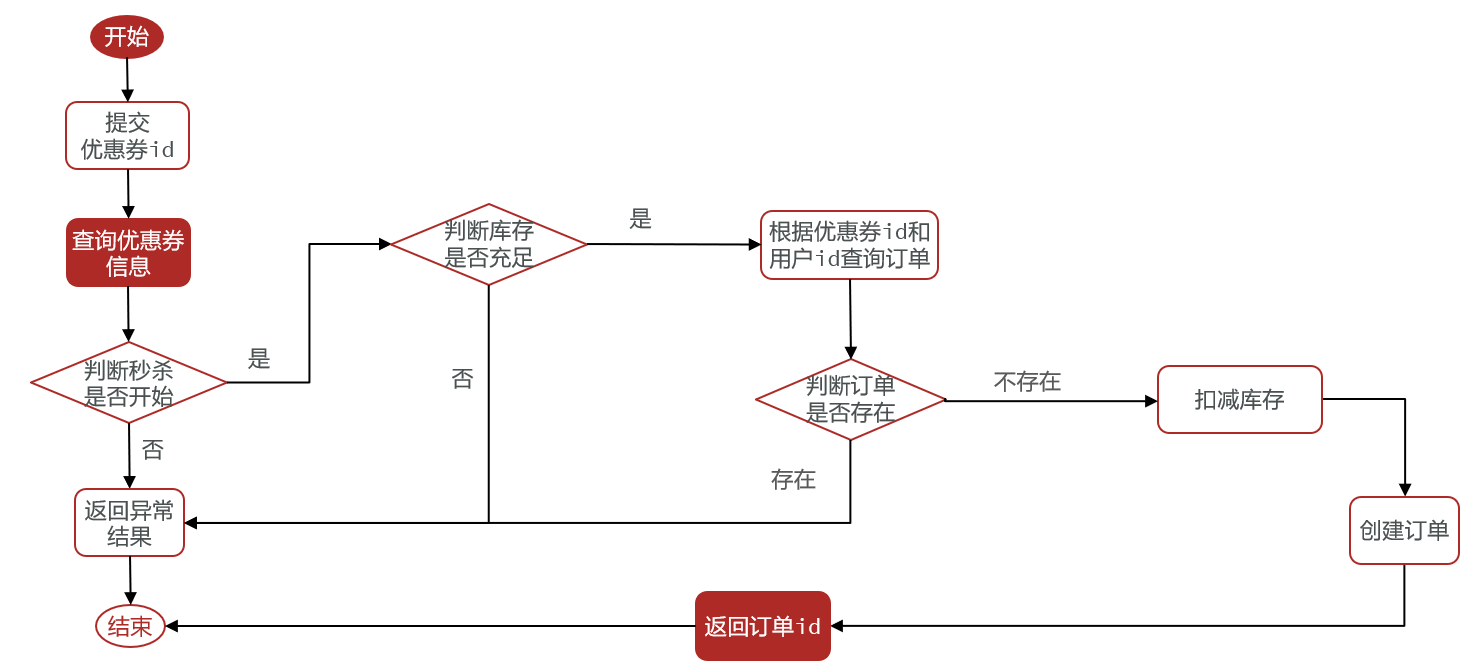 开始
提交
优惠券id
查询优惠券
信息
判断秒杀
是否开始
是
否
返回异常
结果
结束
判断库存
是否充足
是
否
根据优惠券id和
用户id查询订单
判断订单
是否存在
不存在
存在
扣减库存
创建订单
返回订单id